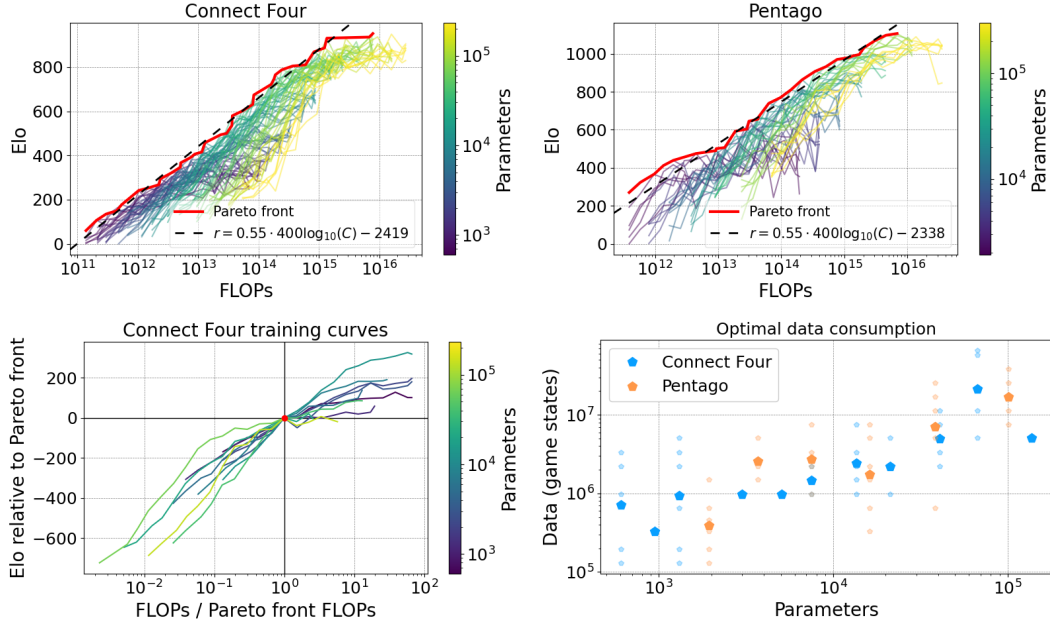 Connect Four
Elo
800
600
400
200
0
10^11
10^12
10^13
10^14
10^15
10^16
FLOPs
Pareto front
r = 0.55 · 400log₁₀(C) − 2419
10^5
10^4
10^3
Parameters
Pentago
Elo
1000
800
600
400
200
0
10^12
10^13
10^14
10^15
10^16
FLOPs
Pareto front
r = 0.55 · 400log₁₀(C) − 2338
10^5
10^4
Parameters
Connect Four training curves
Elo relative to Pareto front
200
0
−200
−400
−600
10^−2
10^−1
10^0
10^1
10^2
FLOPs / Pareto front FLOPs
10^5
10^4
10^3
Parameters
Optimal data consumption
Data (game states)
10^7
10^6
10^5
Connect Four
Pentago
10^3
10^4
10^5
Parameters